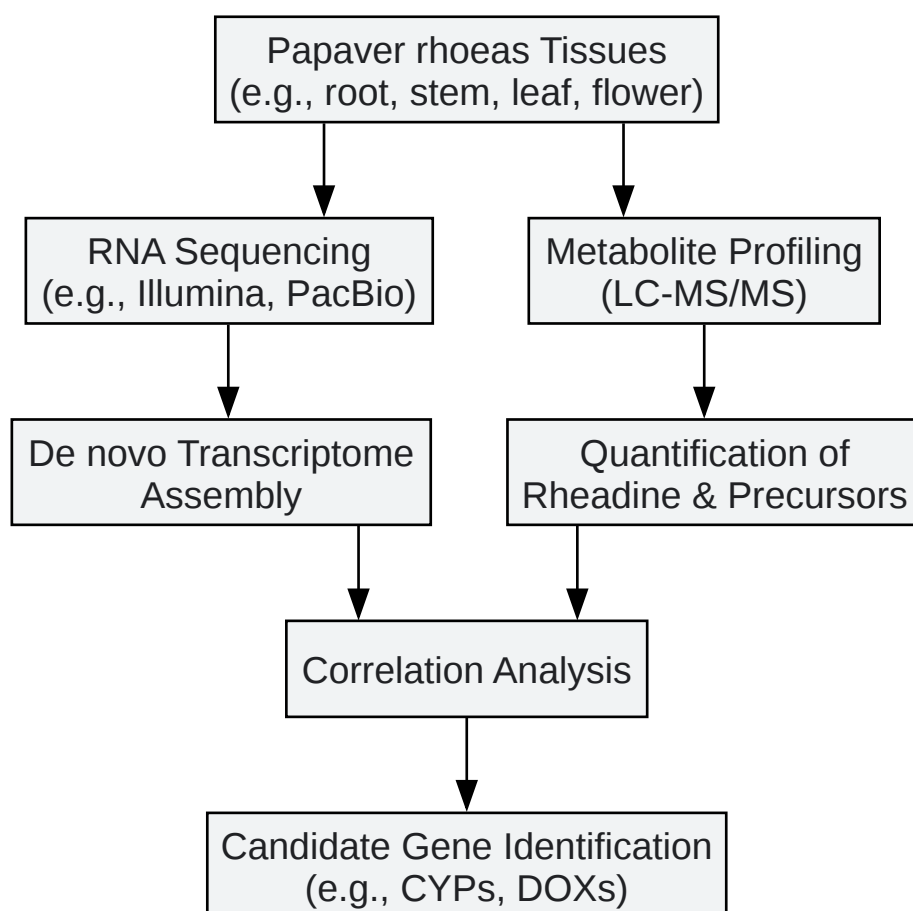 Papaver rhoeas Tissues
(e.g., root, stem, leaf, flower)
RNA Sequencing
(e.g., Illumina, PacBio)
Metabolite Profiling
(LC-MS/MS)
De novo Transcriptome
Assembly
Quantification of
Rheadine & Precursors
Correlation Analysis
Candidate Gene Identification
(e.g., CYPs, DOXs)